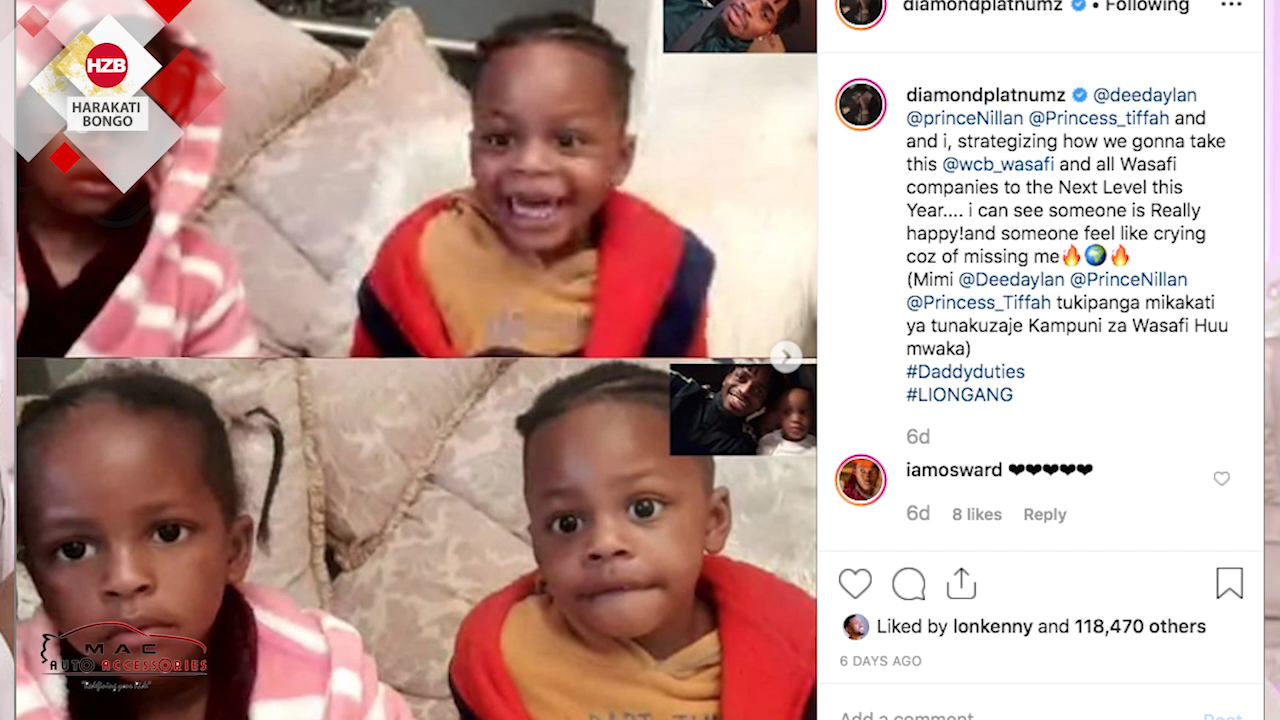 HZB
HARAKATI
BONGO
diamondplatnumz • Following
diamondplatnumz @deedaylan
@princeNillan @Princess_tiffah and
and i, strategizing how we gonna take
this @wcb_wasafi and all Wasafi
companies to the Next Level this
Year.... i can see someone is Really
happy!and someone feel like crying
coz of missing me🔥🌍🔥
(Mimi @Deedaylan @PrinceNillan
@Princess_Tiffah tukipanga mikakati
ya tunakuzaje Kampuni za Wasafi Huu
mwaka)
#Daddyduties
#LIONGANG
6d
iamosward ❤❤❤❤❤
6d 8 likes Reply
Liked by lonkenny and 118,470 others
6 DAYS AGO
Add a comment
Post
MAC
AUTO ACCESSORIES